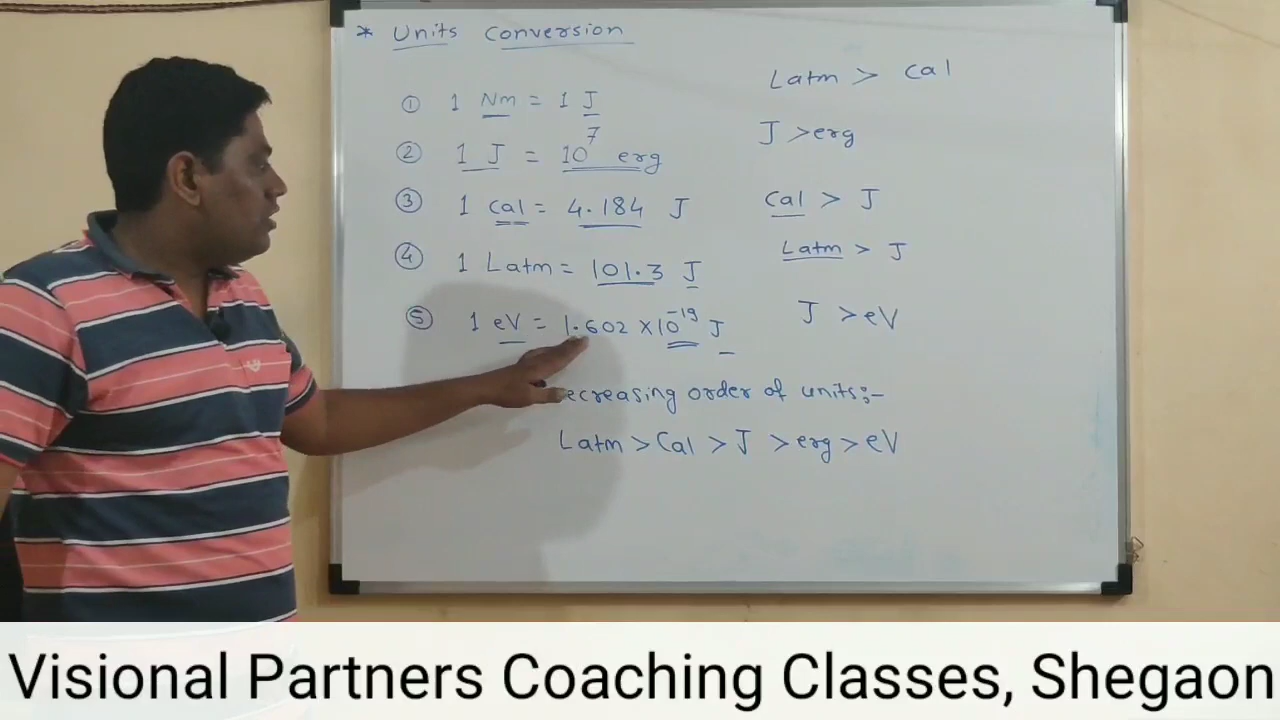 * Units Conversion
① 1 Nm = 1 J
② 1 J = 10⁷ erg
③ 1 Cal = 4.184 J
④ 1 Latm = 101.3 J
⑤ 1 eV = 1.602 × 10⁻¹⁹ J
Latm > Cal
J > erg
Cal > J
Latm > J
J > eV
ecreasing order of units:-
Latm > Cal > J > erg > eV
Visional Partners Coaching Classes, Shegaon